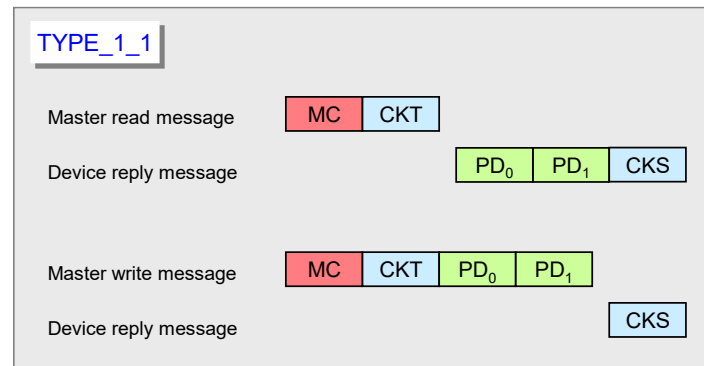 TYPE_1_1
Master read message MC CKT
Device reply message PD₀ PD₁ CKS
Master write message MC CKT PD₀ PD₁
Device reply message CKS